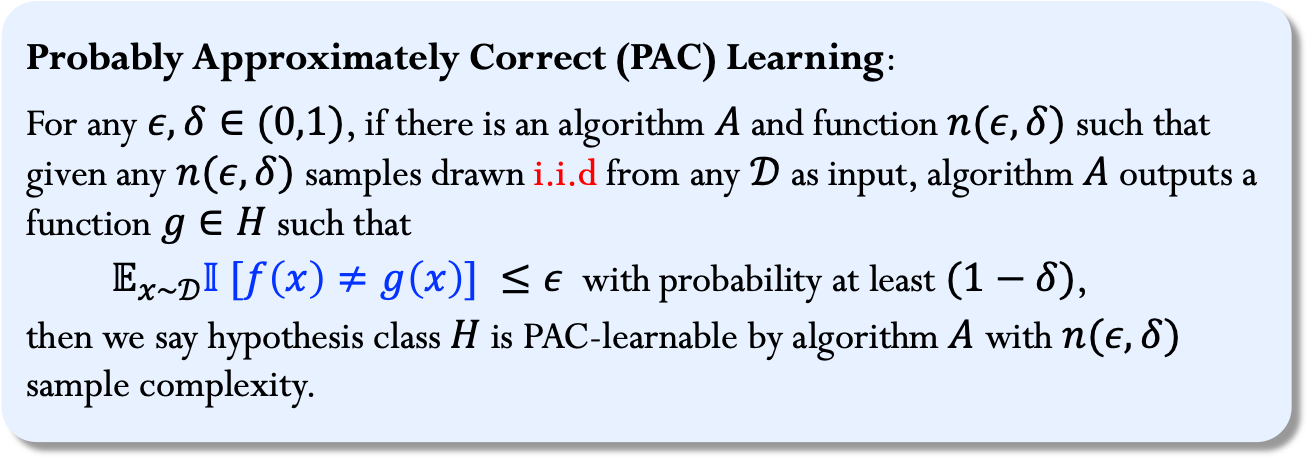 Probably Approximately Correct (PAC) Learning:
For any ϵ, δ ∈ (0,1), if there is an algorithm A and function n(ϵ, δ) such that
given any n(ϵ, δ) samples drawn i.i.d from any 𝒟 as input, algorithm A outputs a
function g ∈ H such that
𝔼ₓ~𝒟𝕀 [f(x) ≠ g(x)] ≤ ϵ with probability at least (1 − δ),
then we say hypothesis class H is PAC-learnable by algorithm A with n(ϵ, δ)
sample complexity.